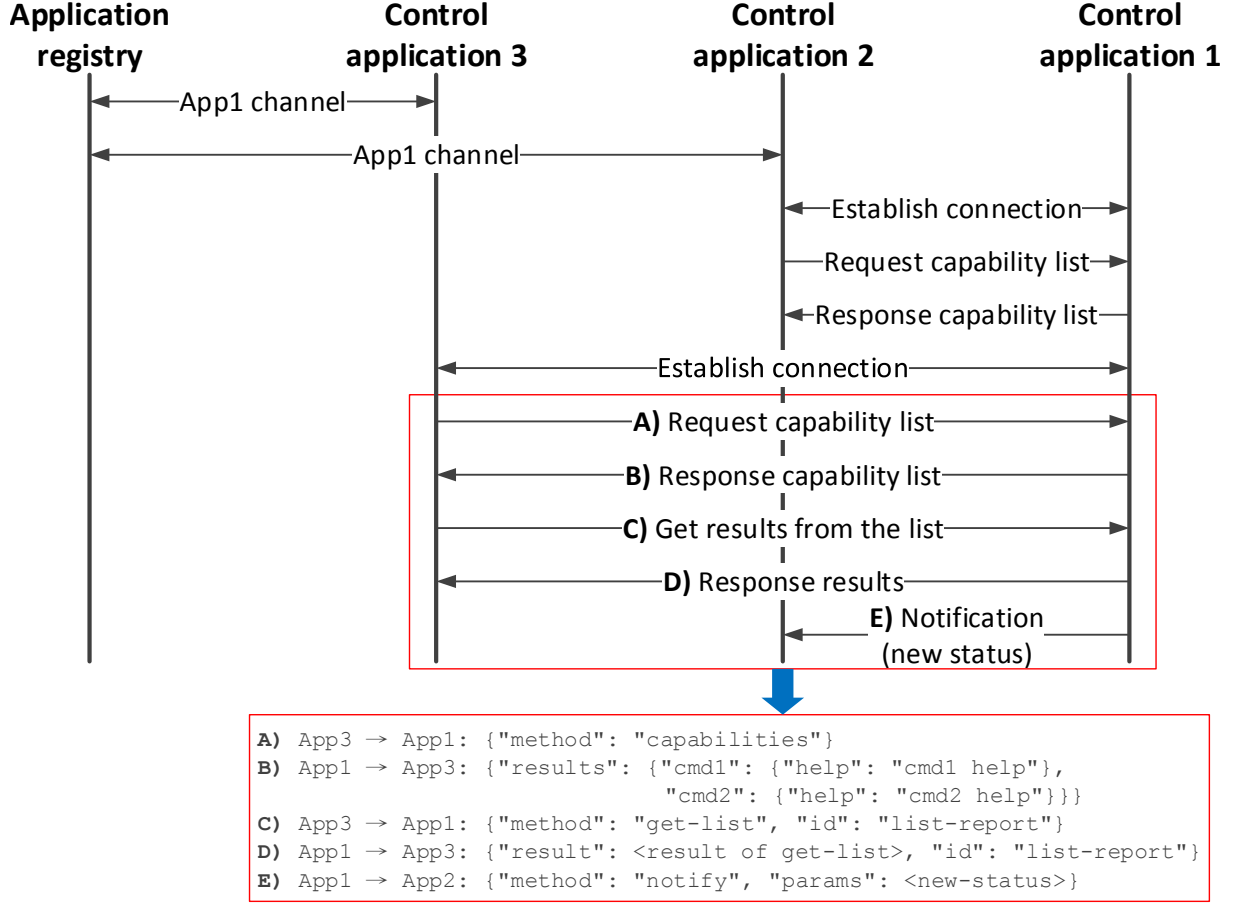 Application registry
Control application 3
Control application 2
Control application 1
App1 channel
App1 channel
Establish connection
Request capability list
Response capability list
Establish connection
A) Request capability list
B) Response capability list
C) Get results from the list
D) Response results
E) Notification
(new status)
A) App3 → App1: {"method": "capabilities"}
B) App1 → App3: {"results": {"cmd1": {"help": "cmd1 help"},
"cmd2": {"help": "cmd2 help"}}}
C) App3 → App1: {"method": "get-list", "id": "list-report"}
D) App1 → App3: {"result": <result of get-list>, "id": "list-report"}
E) App1 → App2: {"method": "notify", "params": <new-status>}